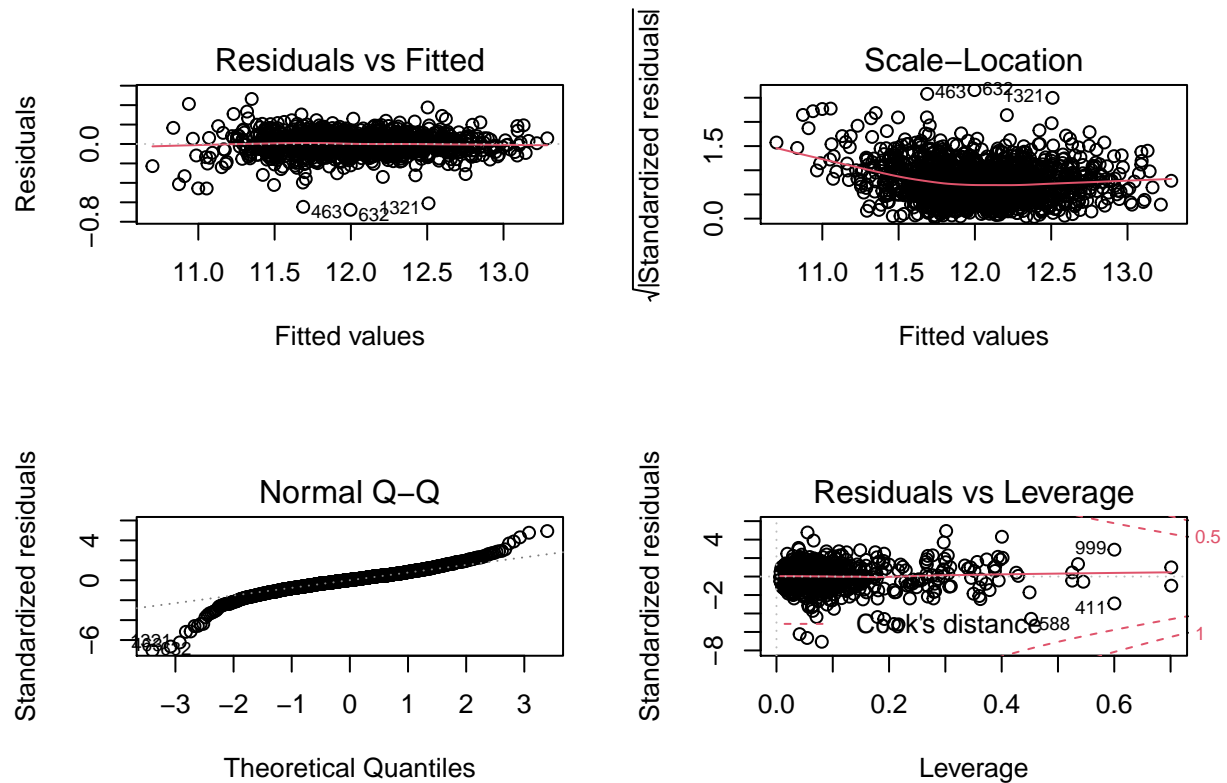 Residuals vs Fitted
Residuals
0.0
−0.8
463
632
1321
11.0 11.5 12.0 12.5 13.0
Fitted values
Scale−Location
√|Standardized residuals|
1.5
0.0
463
632
1321
11.0 11.5 12.0 12.5 13.0
Fitted values
Normal Q−Q
Standardized residuals
4
0
−6
1321
−3 −2 −1 0 1 2 3
Theoretical Quantiles
Residuals vs Leverage
Standardized residuals
4
−2
−8
999
411
588
Cook's distance
0.5
1
0.0 0.2 0.4 0.6
Leverage